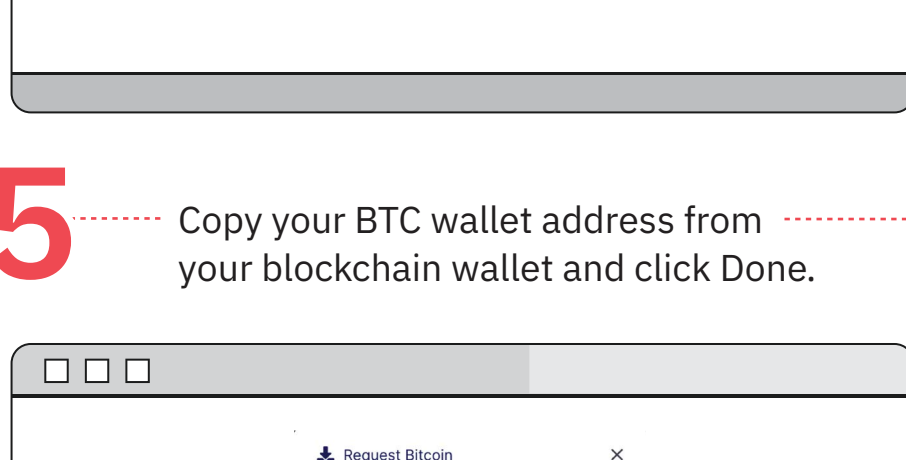 5
Copy your BTC wallet address from
your blockchain wallet and click Done.
Request Bitcoin